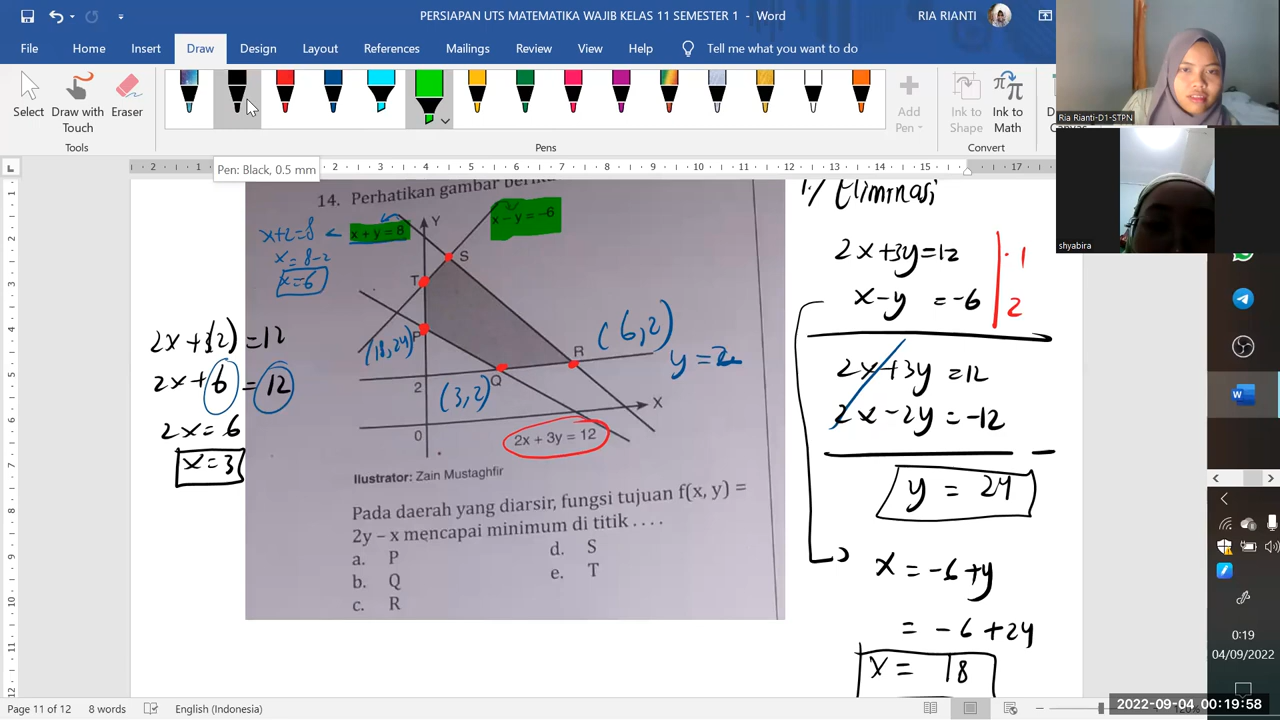 PERSIAPAN UTS MATEMATIKA WAJIB KELAS 11 SEMESTER 1 - Word
RIA RIANTI
File Home Insert Draw Design Layout References Mailings Review View Help Tell me what you want to do
Select Draw with Touch Eraser
Add Pen
Ink to Shape Ink to Math
Tools Pens Convert
Pen: Black, 0.5 mm
Ria Rianti-D1-STPN
shyabira
14. Perhatikan gambar
x + y = 8
x - y = -6
Y
S
T
P
R
Q
2
X
0
2x + 3y = 12
x+2=8
x=8-2
x=6
(18,24)
(3,2)
(6,2)
y = 2
2x + 3(2) = 12
2x + 6 = 12
2x = 6
x = 3
Ilustrator: Zain Mustaghfir
Pada daerah yang diarsir, fungsi tujuan f(x, y) =
2y – x mencapai minimum di titik . . . .
a. P
b. Q
c. R
d. S
e. T
1./ Eliminasi
2x+3y=12 | · 1
x-y = -6 | 2
2x+3y = 12
2x-2y = -12
y = 24
x = -6+y
= -6+24
x = 18
Page 11 of 12 8 words English (Indonesia)
0:19
04/09/2022
2022-09-04 00:19:58